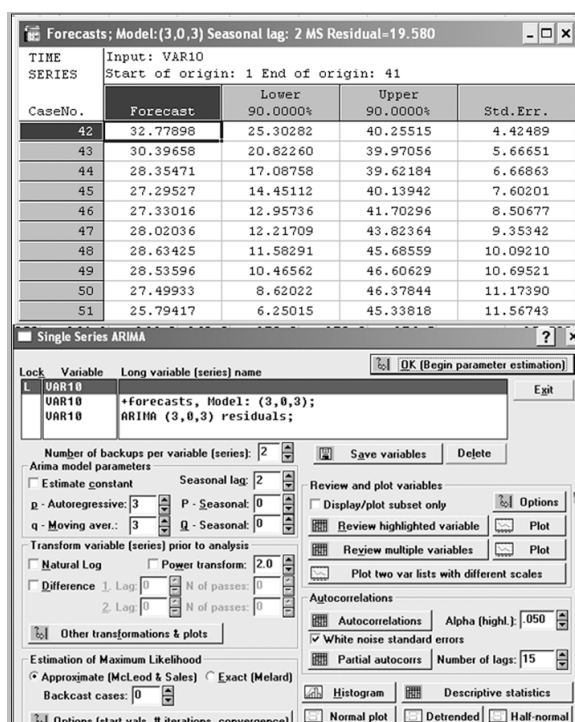 Forecasts; Model:(3,0,3) Seasonal lag: 2 MS Residual=19.580
TIME SERIES Input: VAR10
Start of origin: 1 End of origin: 41
CaseNo. Forecast Lower 90.0000% Upper 90.0000% Std.Err.
42 32.77898 25.30282 40.25515 4.42489
43 30.39658 20.82260 39.97056 5.66651
44 28.35471 17.08758 39.62184 6.66863
45 27.29527 14.45112 40.13942 7.60201
46 27.33016 12.95736 41.70296 8.50677
47 28.02036 12.21709 43.82364 9.35342
48 28.63425 11.58291 45.68559 10.09210
49 28.53596 10.46562 46.60629 10.69521
50 27.49933 8.62022 46.37844 11.17390
51 25.79417 6.25015 45.33818 11.56743
Single Series ARIMA ?
OK (Begin parameter estimation)
Lock Variable Long variable (series) name
L VAR10
VAR10 +forecasts, Model: (3,0,3);
VAR10 ARIMA (3,0,3) residuals;
Exit
Number of backups per variable (series): 2 Save variables Delete
Arima model parameters
Estimate constant Seasonal lag: 2
p - Autoregressive: 3 P - Seasonal: 0
q - Moving aver.: 3 Q - Seasonal: 0
Transform variable (series) prior to analysis
Natural Log Power transform: 2.0
Difference 1. Lag: 0 N of passes: 0
2. Lag: 0 N of passes: 0
Other transformations & plots
Estimation of Maximum Likelihood
Approximate (McLeod & Sales) Exact (Melard)
Backcast cases: 0
Options (start vals, # iterations, convergence)
Review and plot variables
Display/plot subset only Options
Review highlighted variable Plot
Review multiple variables Plot
Plot two var lists with different scales
Autocorrelations
Autocorrelations Alpha (highl.): .050
White noise standard errors
Partial autocorrs Number of lags: 15
Histogram Descriptive statistics
Normal plot Detrended Half-normal